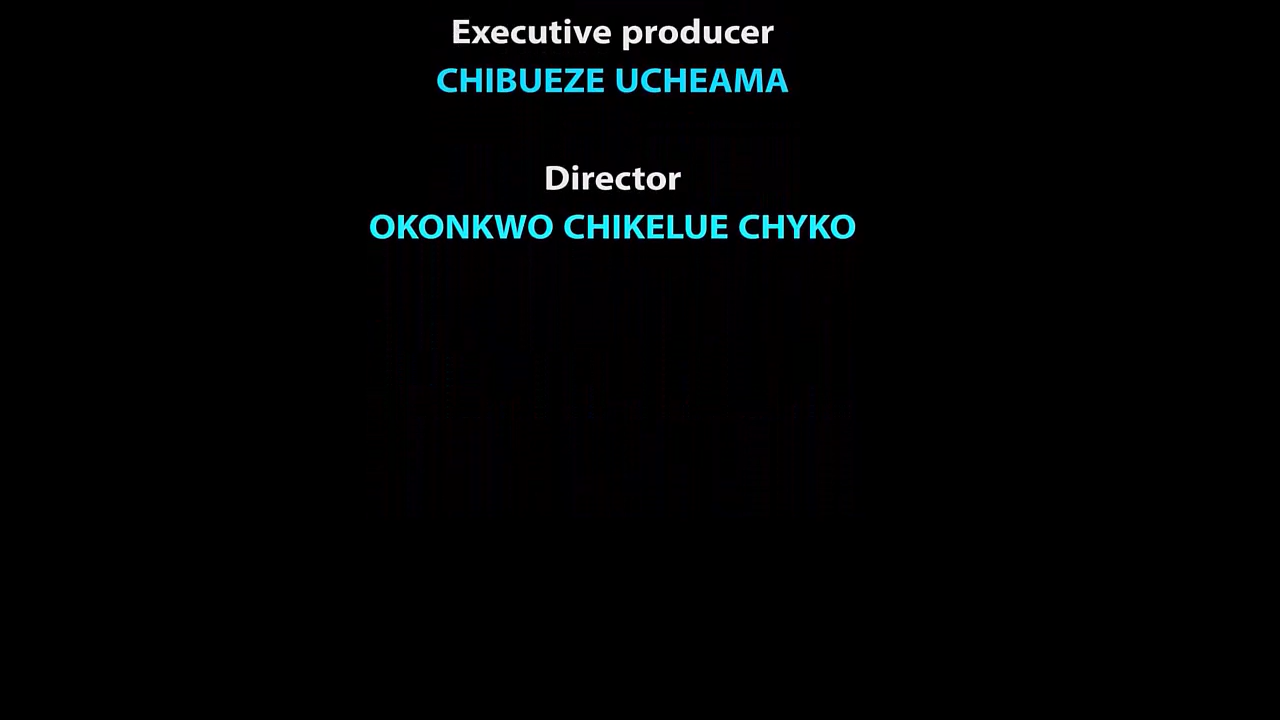 Executive producer
CHIBUEZE UCHEAMA
Director
OKONKWO CHIKELUE CHYKO